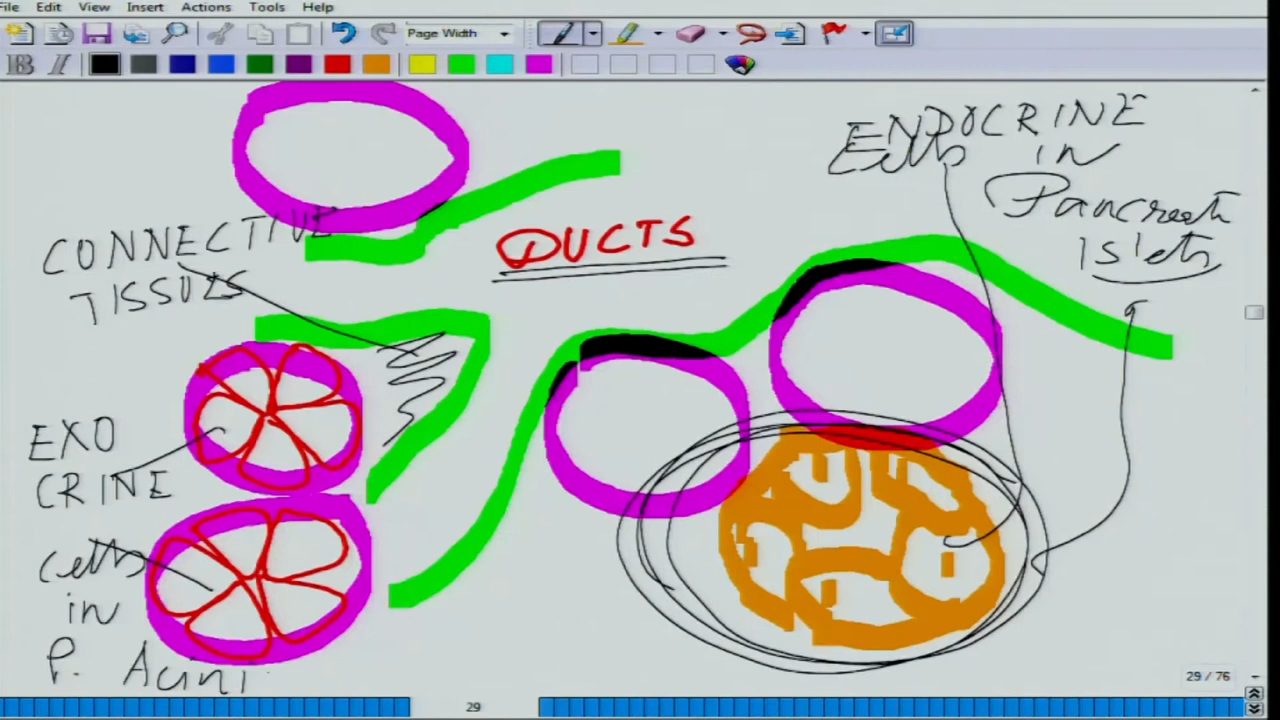 File Edit View Insert Actions Tools Help
Page Width
B I
ENDOCRINE
Cells in
Pancreatic
Islets
CONNECTIVE
TISSUES
DUCTS
EXO
CRINE
Cells
in
P. Acini
29 / 76
29